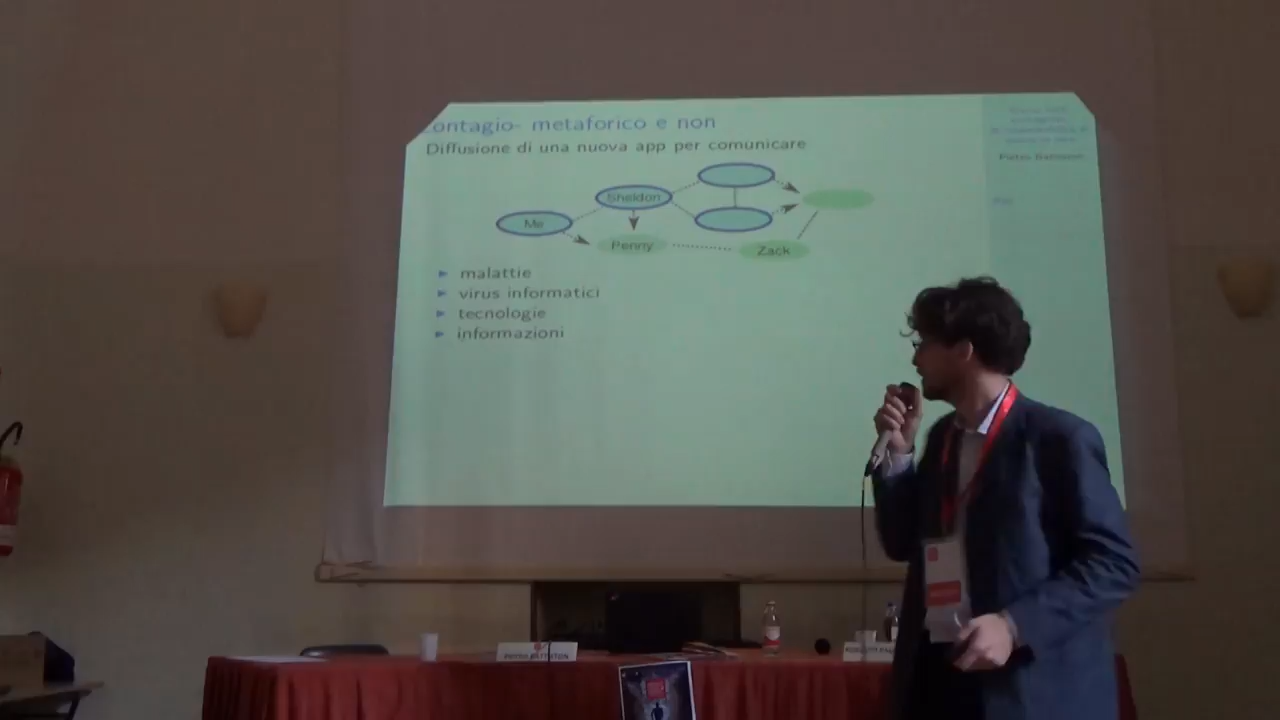 contagio- metaforico e non
Diffusione di una nuova app per comunicare
Sheldon
Me
Penny
Zack
malattie
virus informatici
tecnologie
informazioni